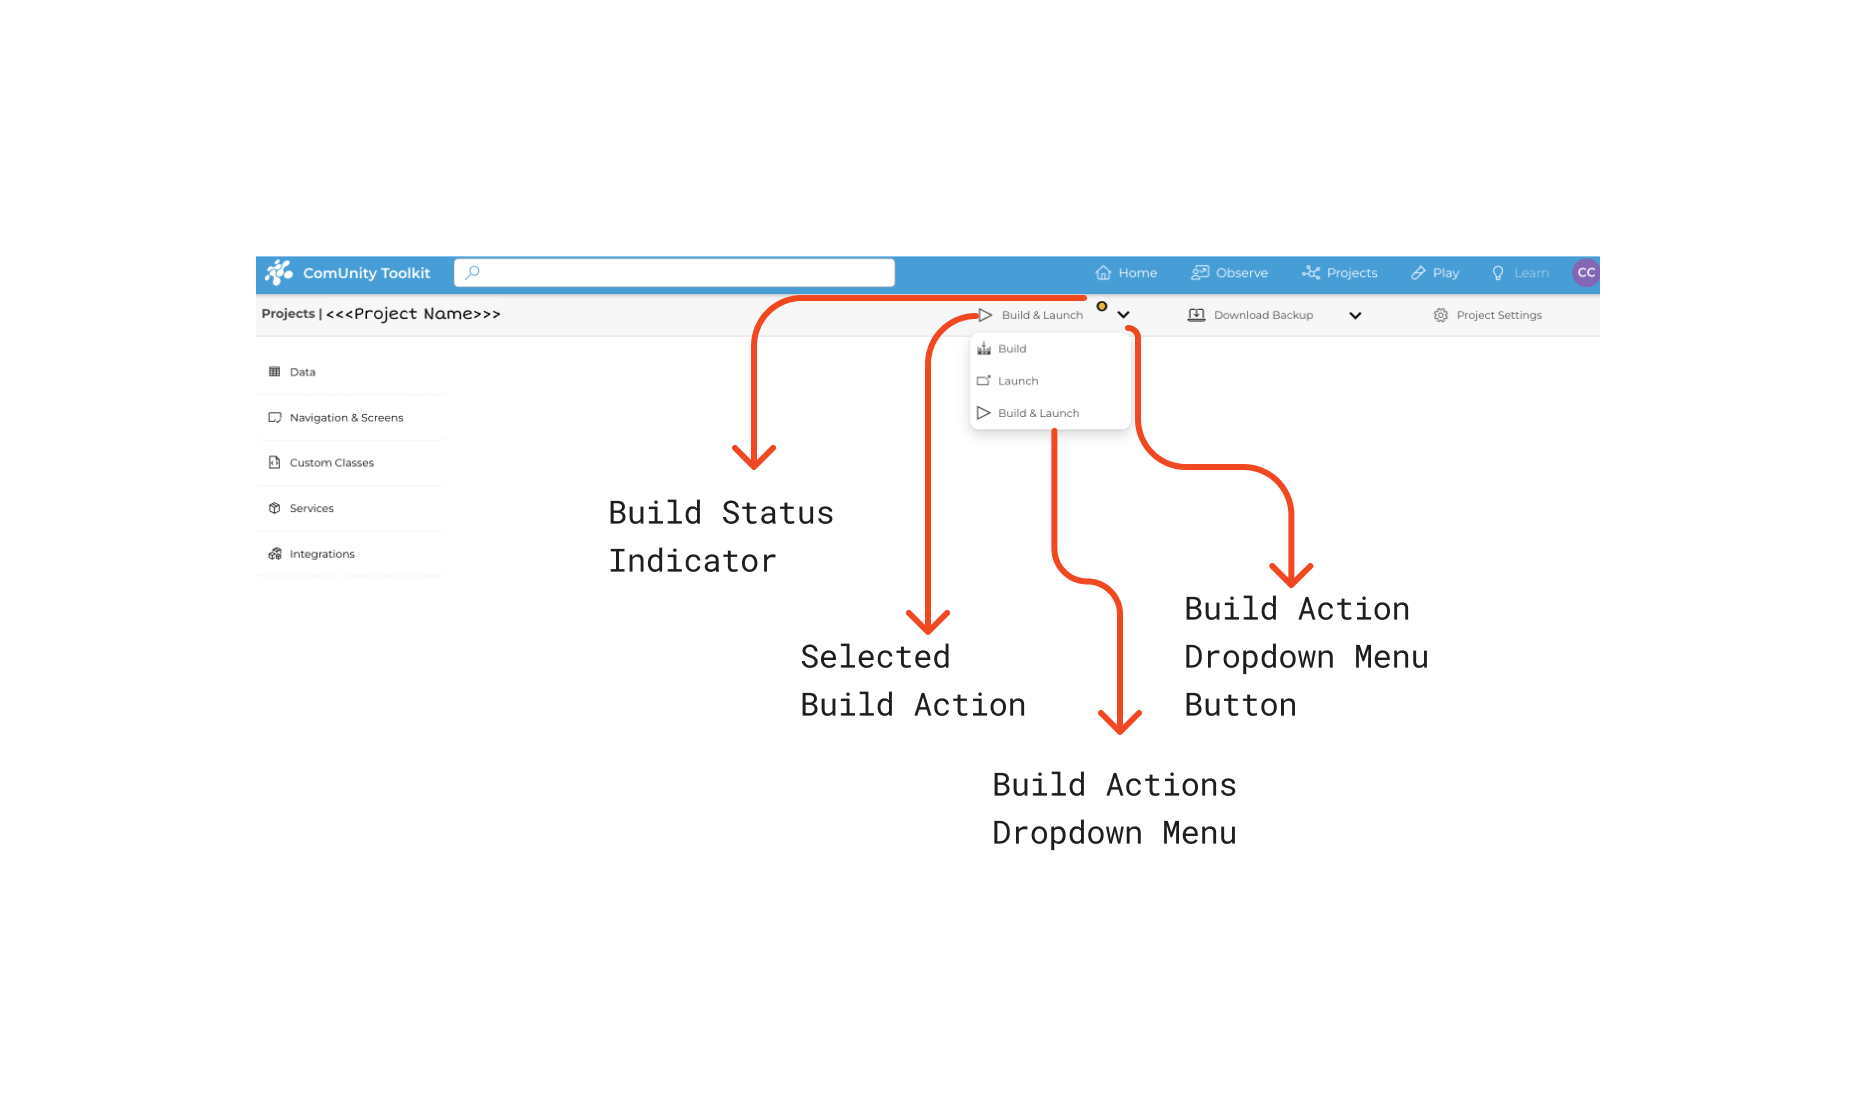 ComUnity Toolkit
Home
Observe
Projects
Play
Learn
CC
Projects | <<<Project Name>>>
Build & Launch
Download Backup
Project Settings
Build
Launch
Build & Launch
Data
Navigation & Screens
Custom Classes
Services
Integrations
Build Status
Indicator
Selected
Build Action
Build Action
Dropdown Menu
Button
Build Actions
Dropdown Menu